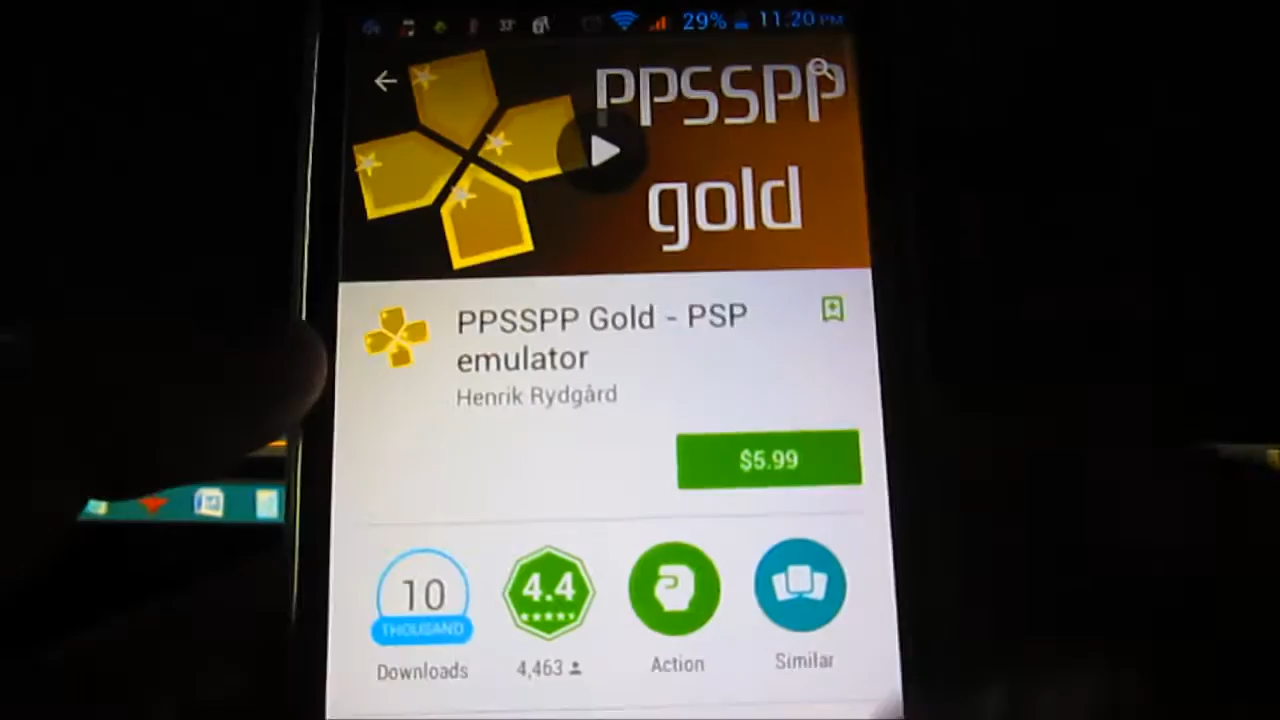 33°
29%
11:20 PM
PPSSPP
gold
PPSSPP Gold - PSP
emulator
Henrik Rydgård
$5.99
10
THOUSAND
Downloads
4.4
4,463
Action
Similar